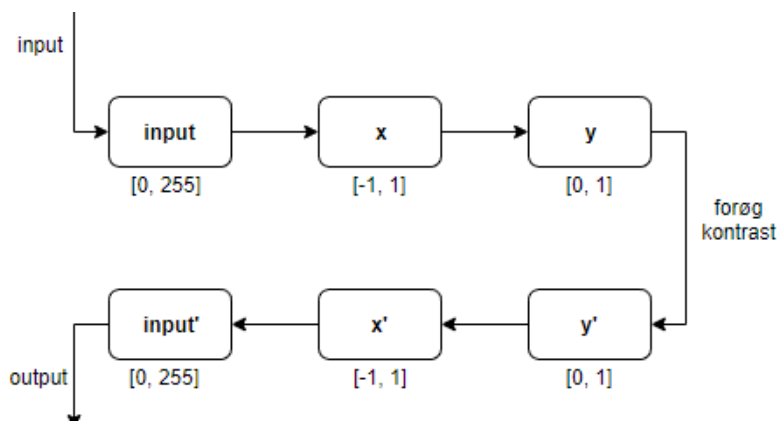 input
input
x
y
[0, 255]
[-1, 1]
[0, 1]
forøg
kontrast
input'
x'
y'
output
[0, 255]
[-1, 1]
[0, 1]